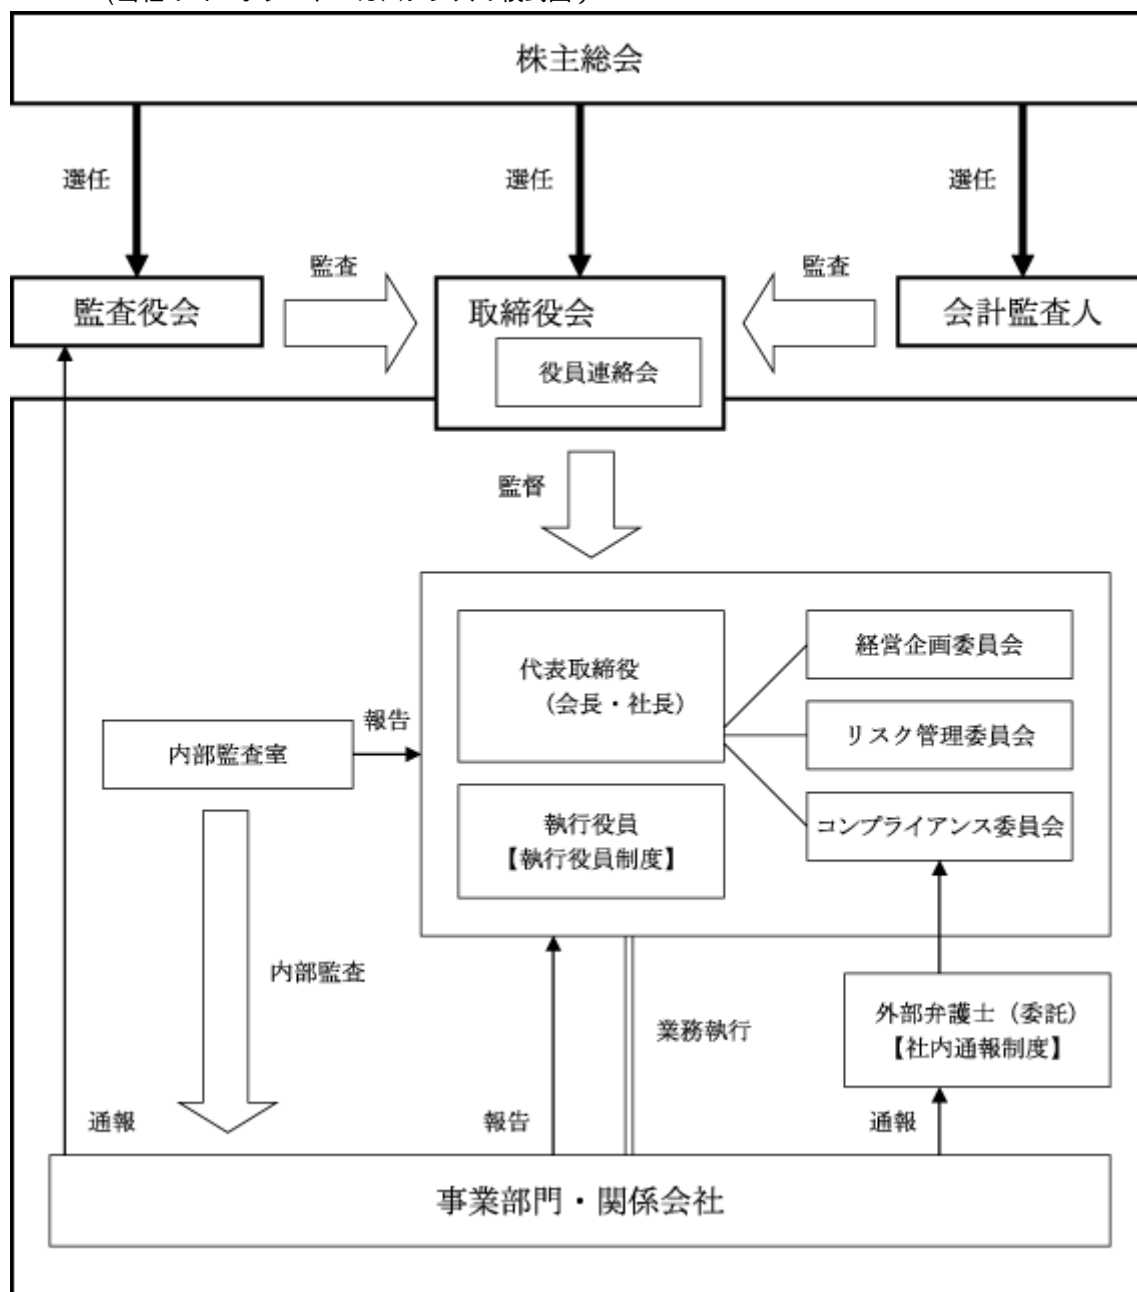 株主総会
選任
選任
選任
監査
監査
監査役会
取締役会
会計監査人
役員連絡会
監督
代表取締役
（会長・社長）
経営企画委員会
リスク管理委員会
コンプライアンス委員会
報告
内部監査室
執行役員
【執行役員制度】
内部監査
業務執行
外部弁護士（委託）
【社内通報制度】
通報
報告
通報
事業部門・関係会社